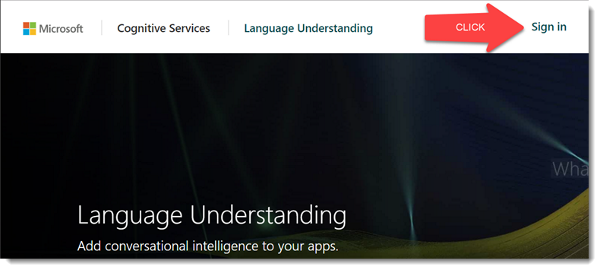 Microsoft Cognitive Services Language Understanding CLICK Sign in
Wha
Language Understanding
Add conversational intelligence to your apps.